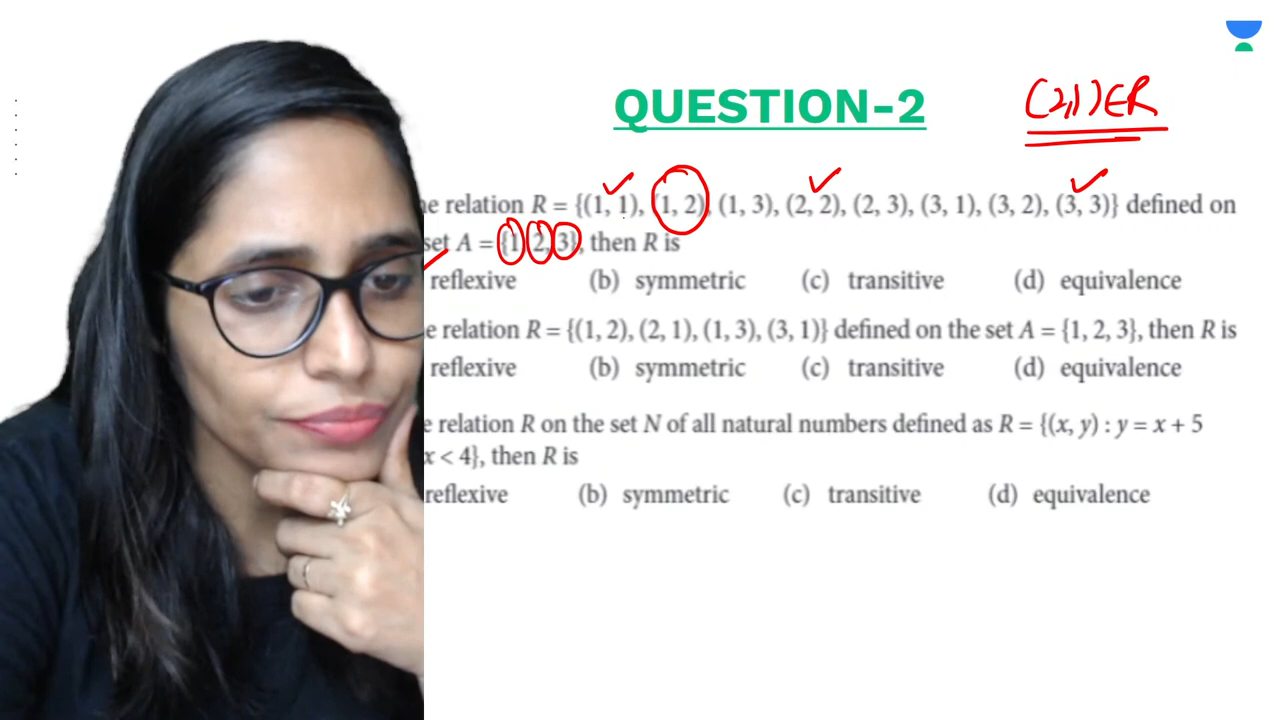 QUESTION-2
(2,1) ∈ R
relation R = {(1, 1), (1, 2), (1, 3), (2, 2), (2, 3), (3, 1), (3, 2), (3, 3)} defined on
set A = {1, 2, 3}, then R is
reflexive (b) symmetric (c) transitive (d) equivalence
relation R = {(1, 2), (2, 1), (1, 3), (3, 1)} defined on the set A = {1, 2, 3}, then R is
reflexive (b) symmetric (c) transitive (d) equivalence
relation R on the set N of all natural numbers defined as R = {(x, y) : y = x + 5
x < 4}, then R is
reflexive (b) symmetric (c) transitive (d) equivalence